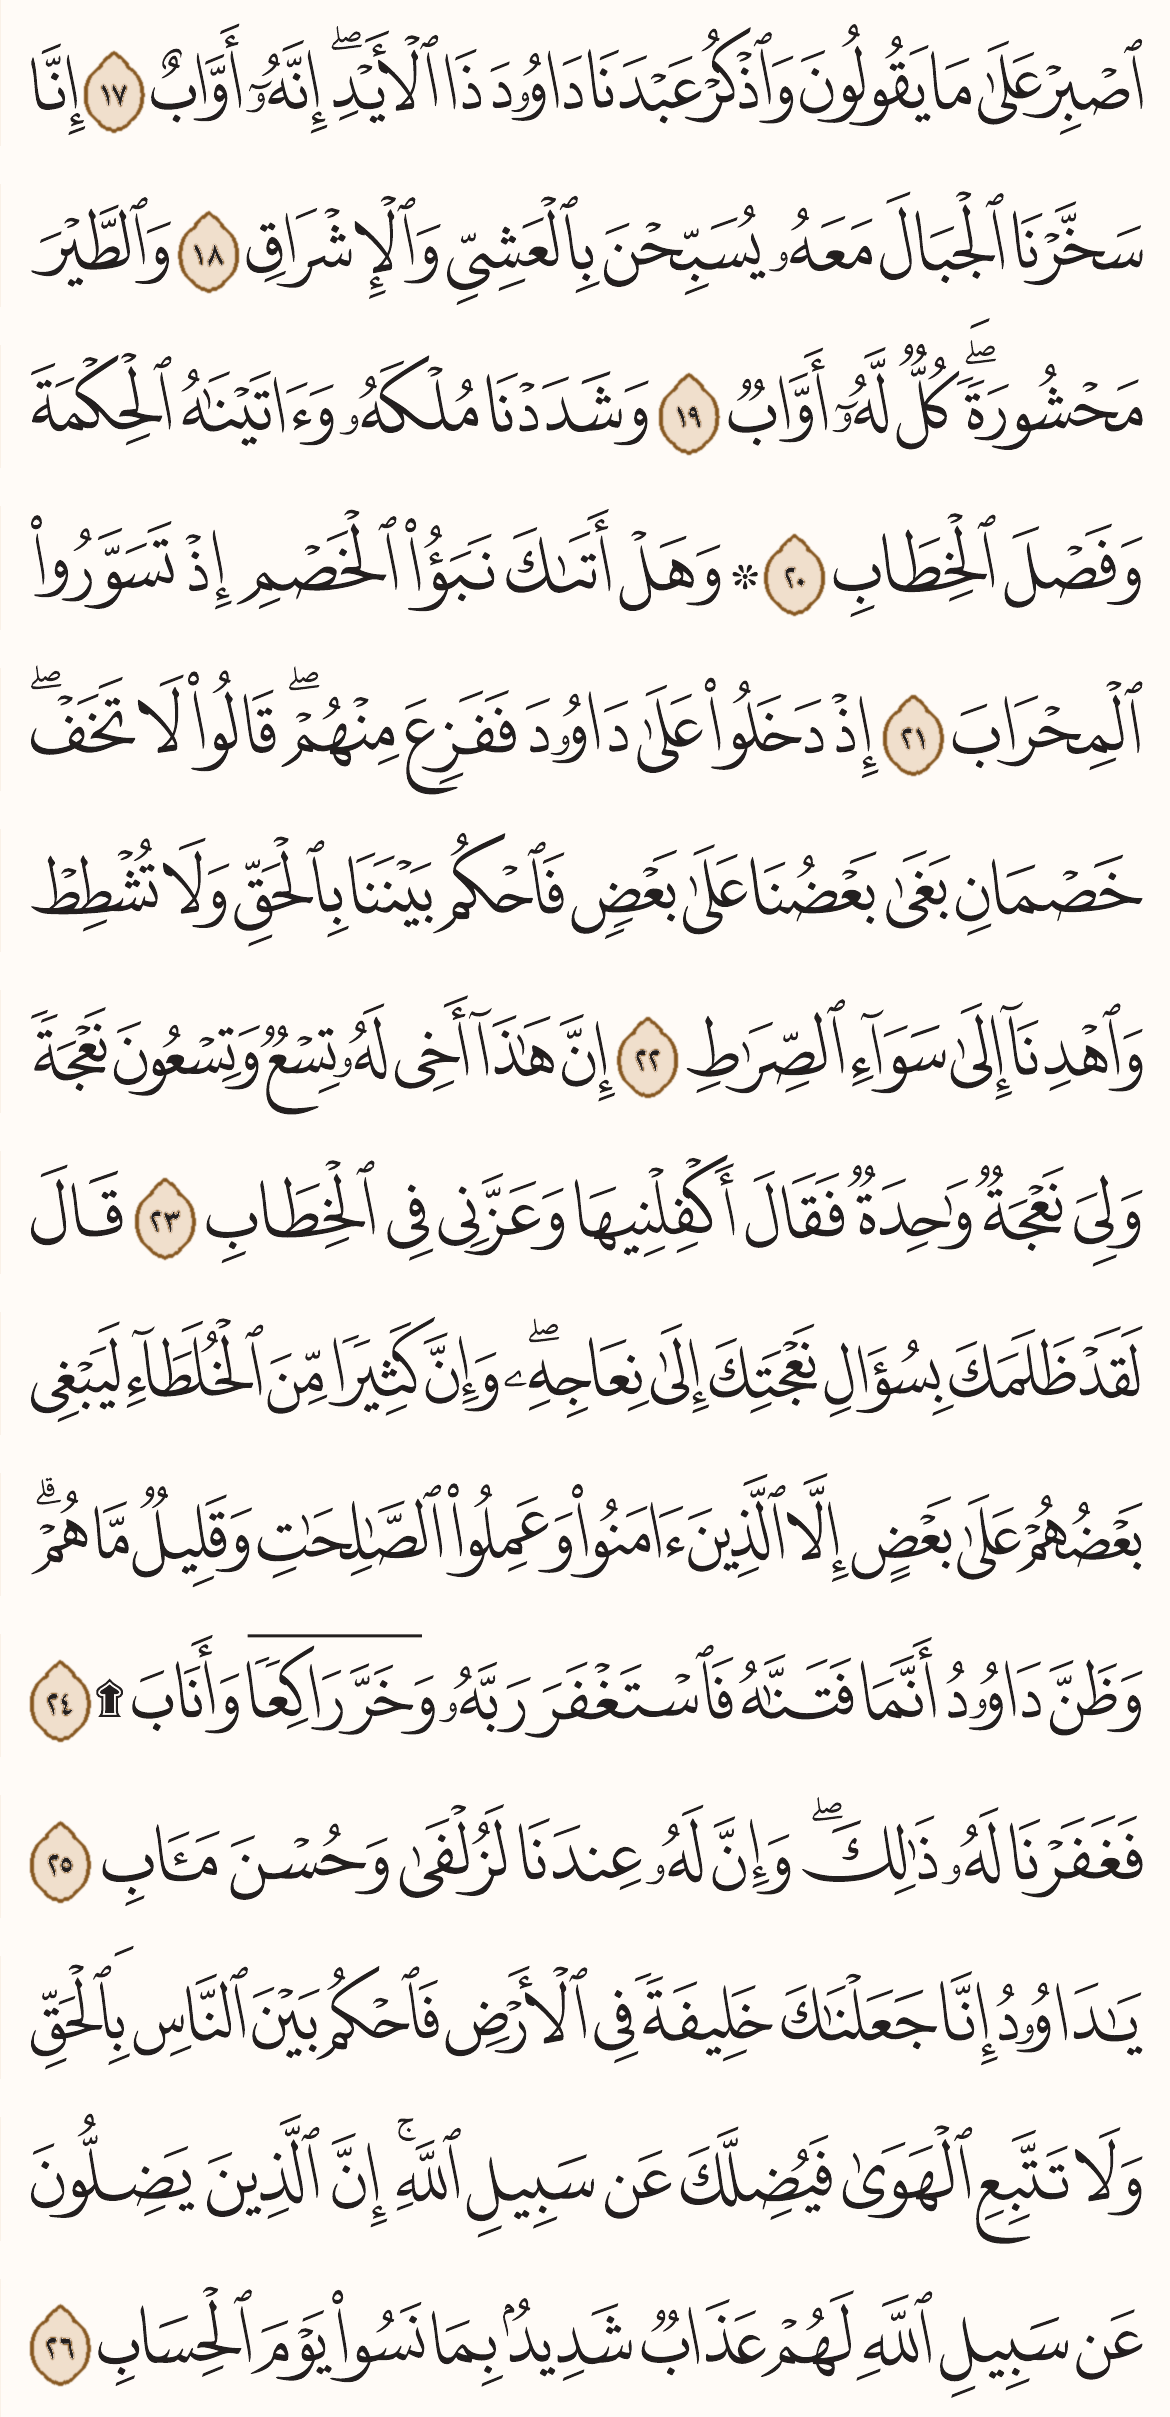 ٱصۡبِرۡ عَلَىٰ مَا يَقُولُونَ وَٱذۡكُرۡ عَبۡدَنَا دَاوُۥدَ ذَا ٱلۡأَيۡدِۖ إِنَّهُۥٓ أَوَّابٌ ١٧ إِنَّا
سَخَّرۡنَا ٱلۡجِبَالَ مَعَهُۥ يُسَبِّحۡنَ بِٱلۡعَشِيِّ وَٱلۡإِشۡرَاقِ ١٨ وَٱلطَّيۡرَ
مَحۡشُورَةٗۖ كُلّٞ لَّهُۥٓ أَوَّابٞ ١٩ وَشَدَدۡنَا مُلۡكَهُۥ وَءَاتَيۡنَٰهُ ٱلۡحِكۡمَةَ
وَفَصۡلَ ٱلۡخِطَابِ ٢٠ ۞ وَهَلۡ أَتَىٰكَ نَبَؤُاْ ٱلۡخَصۡمِ إِذۡ تَسَوَّرُواْ
ٱلۡمِحۡرَابَ ٢١ إِذۡ دَخَلُواْ عَلَىٰ دَاوُۥدَ فَفَزِعَ مِنۡهُمۡۖ قَالُواْ لَا تَخَفۡۖ
خَصۡمَانِ بَغَىٰ بَعۡضُنَا عَلَىٰ بَعۡضٖ فَٱحۡكُم بَيۡنَنَا بِٱلۡحَقِّ وَلَا تُشۡطِطۡ
وَٱهۡدِنَآ إِلَىٰ سَوَآءِ ٱلصِّرَٰطِ ٢٢ إِنَّ هَٰذَآ أَخِي لَهُۥ تِسۡعٞ وَتِسۡعُونَ نَعۡجَةٗ
وَلِيَ نَعۡجَةٞ وَٰحِدَةٞ فَقَالَ أَكۡفِلۡنِيهَا وَعَزَّنِي فِي ٱلۡخِطَابِ ٢٣ قَالَ
لَقَدۡ ظَلَمَكَ بِسُؤَالِ نَعۡجَتِكَ إِلَىٰ نِعَاجِهِۦۖ وَإِنَّ كَثِيرٗا مِّنَ ٱلۡخُلَطَآءِ لَيَبۡغِي
بَعۡضُهُمۡ عَلَىٰ بَعۡضٍ إِلَّا ٱلَّذِينَ ءَامَنُواْ وَعَمِلُواْ ٱلصَّٰلِحَٰتِ وَقَلِيلٞ مَّا هُمۡۗ
وَظَنَّ دَاوُۥدُ أَنَّمَا فَتَنَّٰهُ فَٱسۡتَغۡفَرَ رَبَّهُۥ وَخَرَّ رَاكِعٗا وَأَنَابَ ۩ ٢٤
فَغَفَرۡنَا لَهُۥ ذَٰلِكَۖ وَإِنَّ لَهُۥ عِندَنَا لَزُلۡفَىٰ وَحُسۡنَ مَـَٔابٖ ٢٥
يَٰدَاوُۥدُ إِنَّا جَعَلۡنَٰكَ خَلِيفَةٗ فِي ٱلۡأَرۡضِ فَٱحۡكُم بَيۡنَ ٱلنَّاسِ بِٱلۡحَقِّ
وَلَا تَتَّبِعِ ٱلۡهَوَىٰ فَيُضِلَّكَ عَن سَبِيلِ ٱللَّهِۚ إِنَّ ٱلَّذِينَ يَضِلُّونَ
عَن سَبِيلِ ٱللَّهِ لَهُمۡ عَذَابٞ شَدِيدُۢ بِمَا نَسُواْ يَوۡمَ ٱلۡحِسَابِ ٢٦